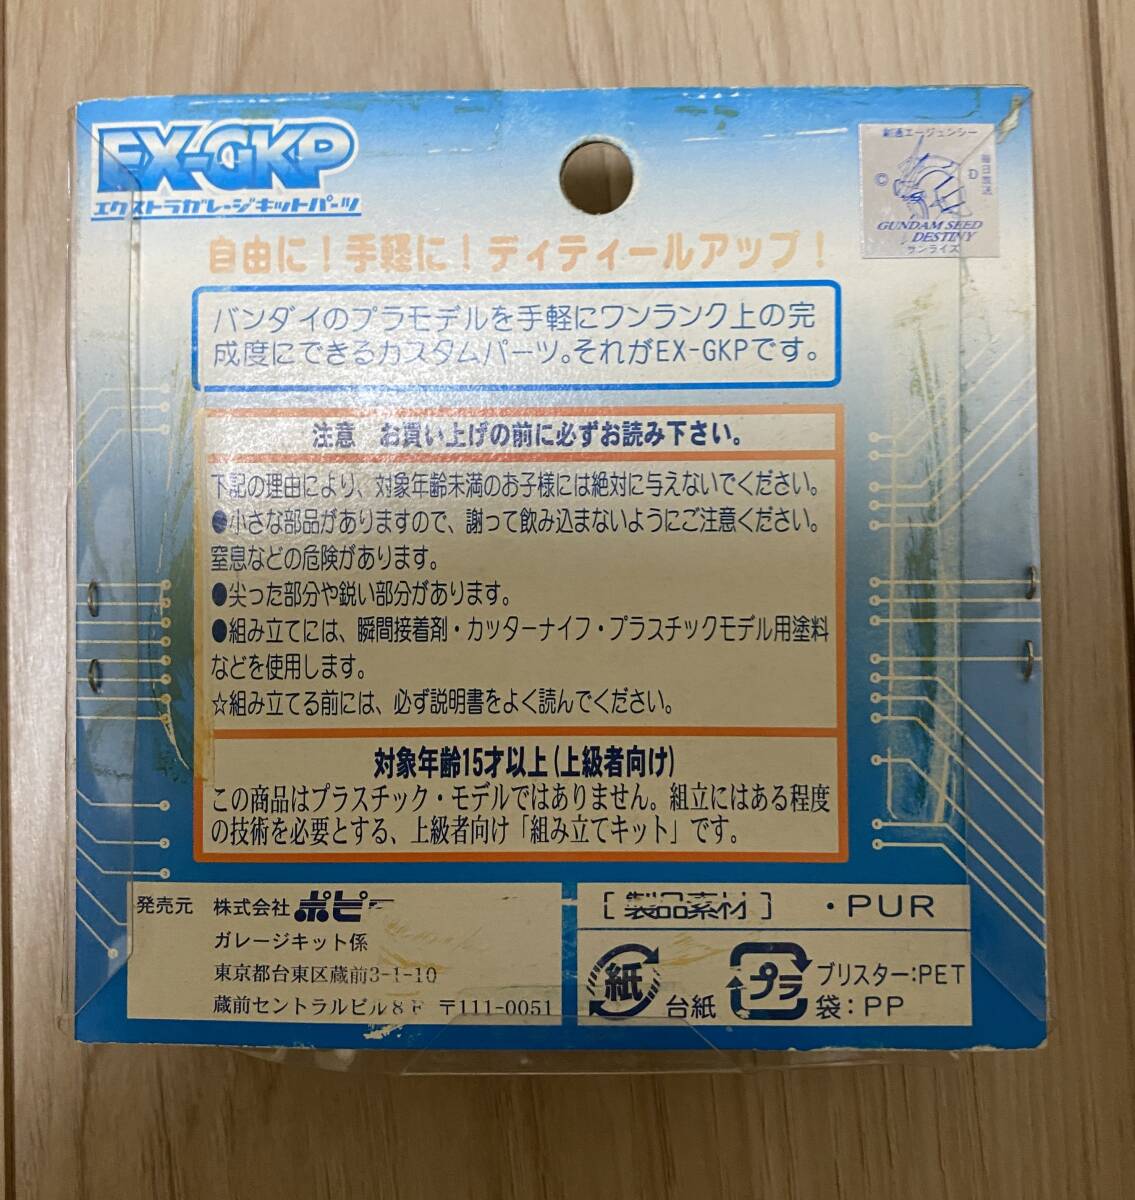 EX-GKP
エクストラガレージキットパーツ
創通エージェンシー
毎日放送
© D
GUNDAM SEED
DESTINY
サンライズ
自由に!手軽に!ディティールアップ!
バンダイのプラモデルを手軽にワンランク上の完
成度にできるカスタムパーツ。それがEX-GKPです。
注意 お買い上げの前に必ずお読み下さい。
下記の理由により、対象年齢未満のお子様には絶対に与えないでください。
●小さな部品がありますので、謝って飲み込まないようにご注意ください。
窒息などの危険があります。
●尖った部分や鋭い部分があります。
●組み立てには、瞬間接着剤・カッターナイフ・プラスチックモデル用塗料
などを使用します。
☆組み立てる前には、必ず説明書をよく読んでください。
対象年齢15才以上(上級者向け)
この商品はプラスチック・モデルではありません。組立にはある程度
の技術を必要とする、上級者向け「組み立てキット」です。
発売元 株式会社ポピー
ガレージキット係
東京都台東区蔵前3-1-10
蔵前セントラルビル8F 〒111-0051
[製品素材] ・PUR
紙 台紙
プラ ブリスター:PET
袋:PP